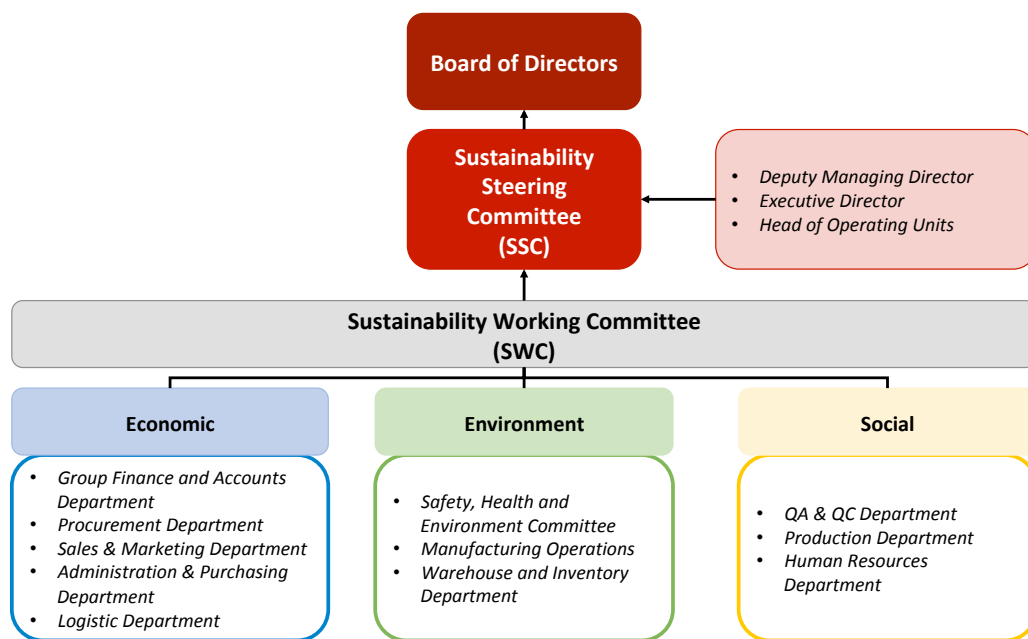 Board of Directors
Sustainability
Steering
Committee
(SSC)
• Deputy Managing Director
• Executive Director
• Head of Operating Units
Sustainability Working Committee
(SWC)
Economic
• Group Finance and Accounts
Department
• Procurement Department
• Sales & Marketing Department
• Administration & Purchasing
Department
• Logistic Department
Environment
• Safety, Health and
Environment Committee
• Manufacturing Operations
• Warehouse and Inventory
Department
Social
• QA & QC Department
• Production Department
• Human Resources
Department